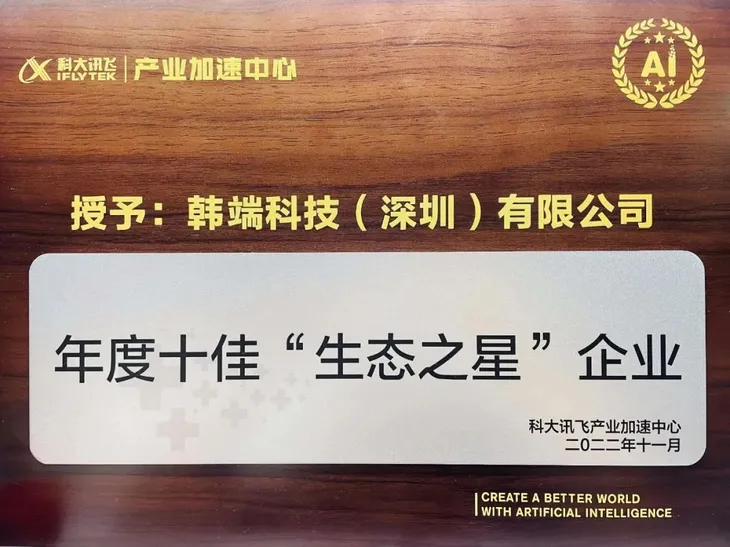 科大讯飞 iFLYTEK | 产业加速中心
AI
授予：韩端科技（深圳）有限公司
年度十佳“生态之星”企业
科大讯飞产业加速中心
二0二二年十一月
CREATE A BETTER WORLD
WITH ARTIFICIAL INTELLIGENCE